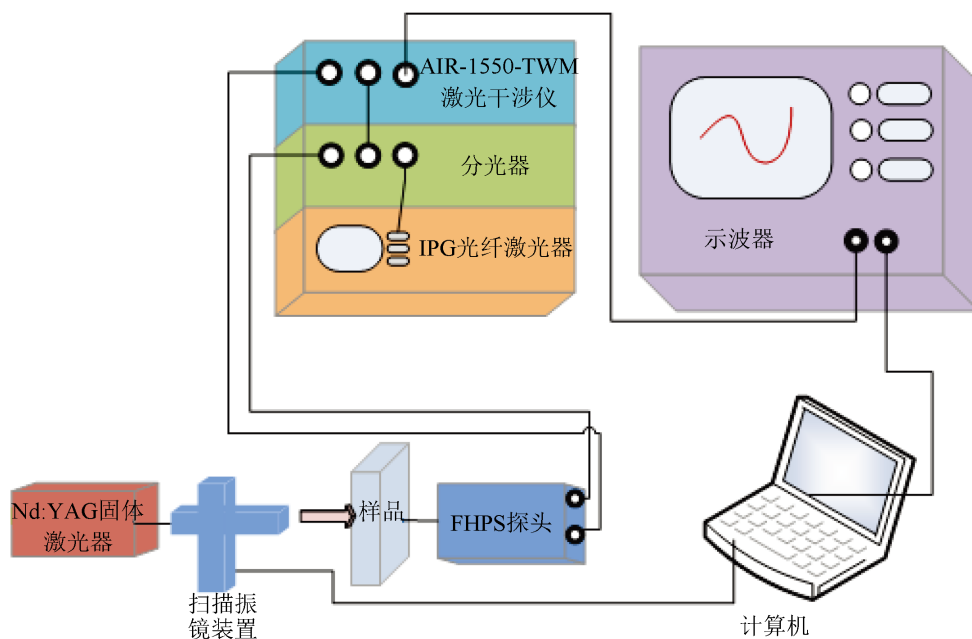 AIR-1550-TWM
激光干涉仪
分光器
IPG光纤激光器
示波器
Nd:YAG固体
激光器
样品
FHPS探头
扫描振
镜装置
计算机